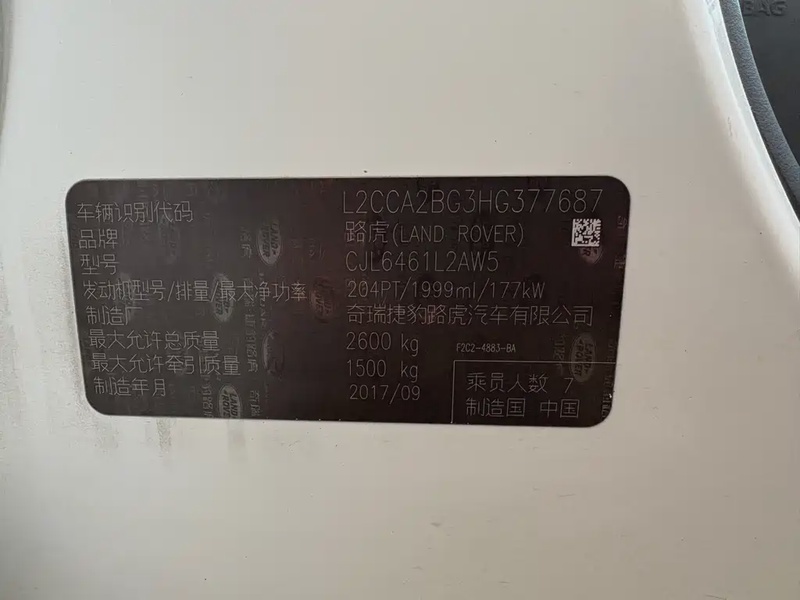 BAG
车辆识别代码 L2CCA2BG3HG377687
品牌 路虎(LAND ROVER)
型号 CJL6461L2AW5
发动机型号/排量/最大净功率 204PT/1999ml/177kW
制造厂 奇瑞捷豹路虎汽车有限公司
最大允许总质量 2600 kg
F2C2-4883-BA
最大允许牵引质量 1500 kg
制造年月 2017/09
乘员人数 7
制造国 中国